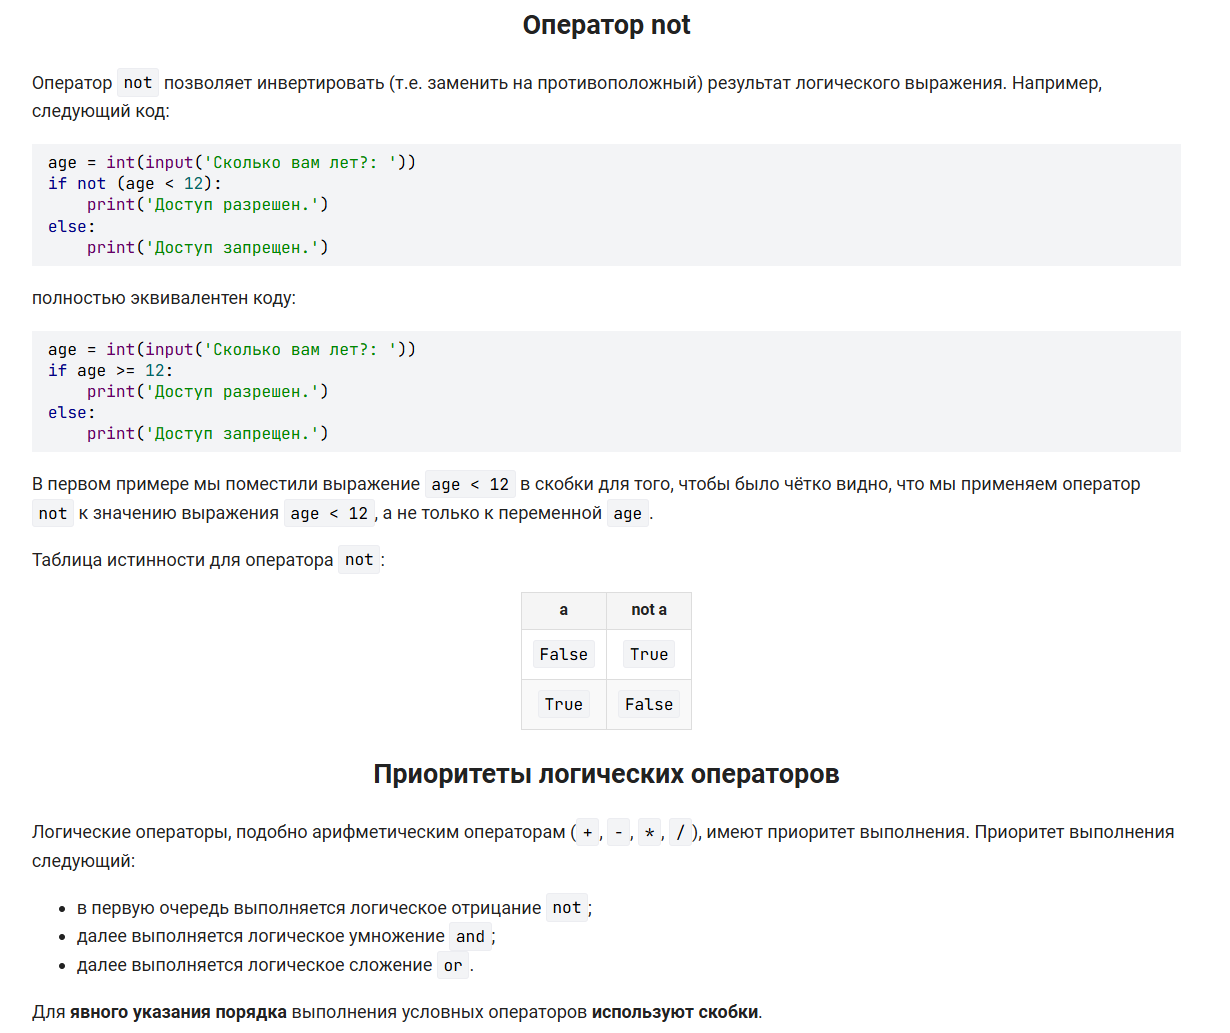 Оператор not
Оператор not позволяет инвертировать (т.е. заменить на противоположный) результат логического выражения. Например,
следующий код:
age = int(input('Сколько вам лет?: '))
if not (age < 12):
    print('Доступ разрешен.')
else:
    print('Доступ запрещен.')
полностью эквивалентен коду:
age = int(input('Сколько вам лет?: '))
if age >= 12:
    print('Доступ разрешен.')
else:
    print('Доступ запрещен.')
В первом примере мы поместили выражение age < 12 в скобки для того, чтобы было чётко видно, что мы применяем оператор
not к значению выражения age < 12, а не только к переменной age.
Таблица истинности для оператора not:
a not a
False True
True False
Приоритеты логических операторов
Логические операторы, подобно арифметическим операторам (+, -, *, /), имеют приоритет выполнения. Приоритет выполнения
следующий:
• в первую очередь выполняется логическое отрицание not;
• далее выполняется логическое умножение and;
• далее выполняется логическое сложение or.
Для явного указания порядка выполнения условных операторов используют скобки.